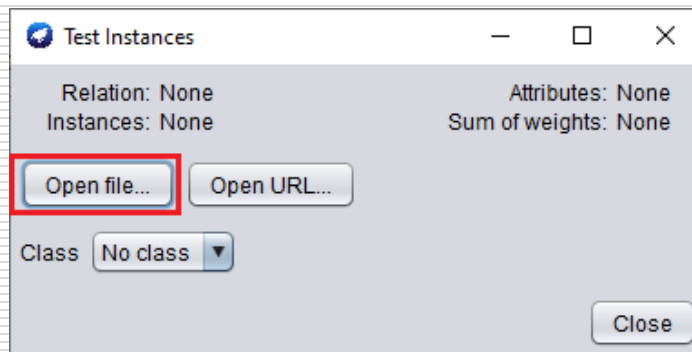 Test Instances
Relation: None Attributes: None
Instances: None Sum of weights: None
Open file... Open URL...
Class No class
Close